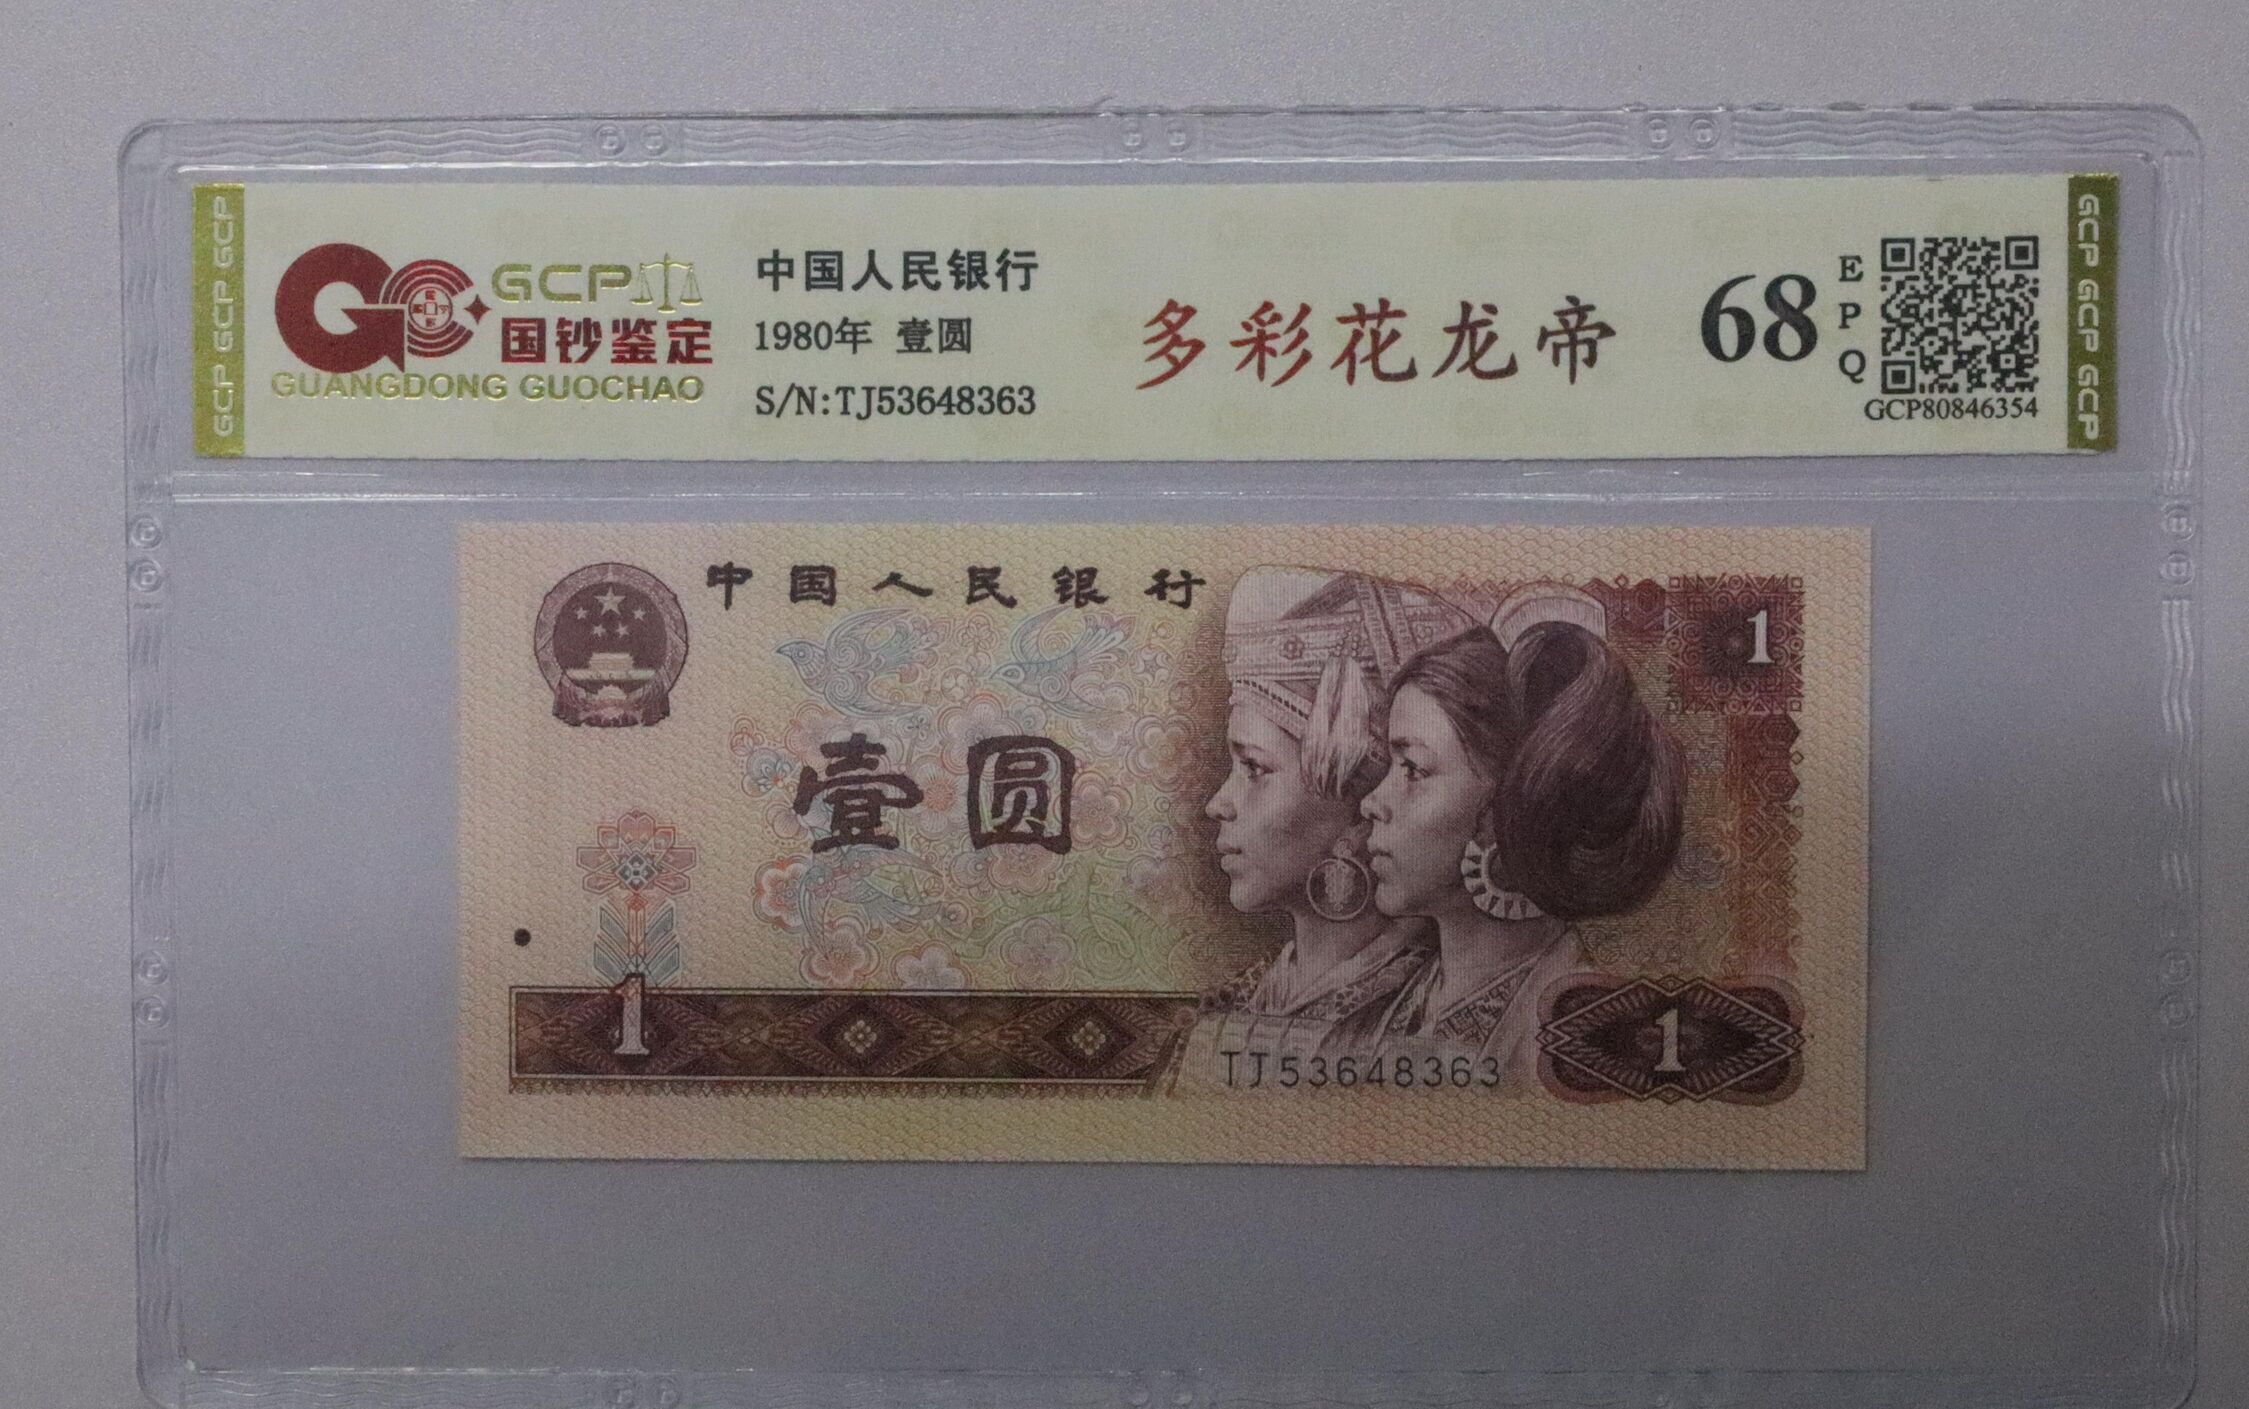 GCP GCP GCP
GCP
国钞鉴定
GUANGDONG GUOCHAO
中国人民银行
1980年 壹圆
S/N:TJ53648363
多彩花龙帝
68
E
P
Q
GCP80846354
GCP GCP GCP
中国人民银行
1
壹圆
1
TJ53648363
1